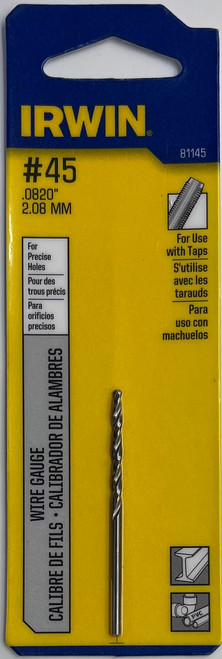 IRWIN®
81145
#45
.0820"
2.08 MM
For
Precise
Holes
Pour des
trous précis
Para
orificios
precisos
For Use
with Taps
S'utilise
avec les
tarauds
Para
uso con
machuelos
WIRE GAUGE
CALIBRE DE FILS • CALIBRADOR DE ALAMBRES
PVC